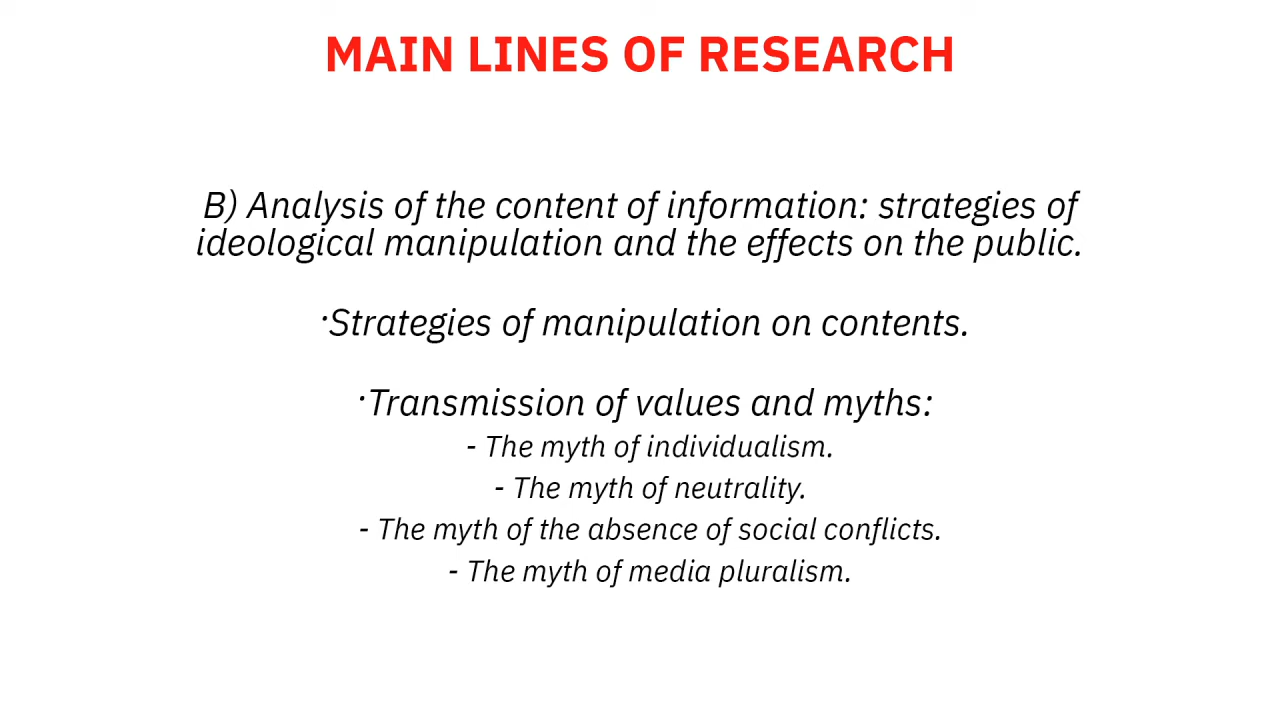 MAIN LINES OF RESEARCH
B) Analysis of the content of information: strategies of
ideological manipulation and the effects on the public.
·Strategies of manipulation on contents.
·Transmission of values and myths:
- The myth of individualism.
- The myth of neutrality.
- The myth of the absence of social conflicts.
- The myth of media pluralism.